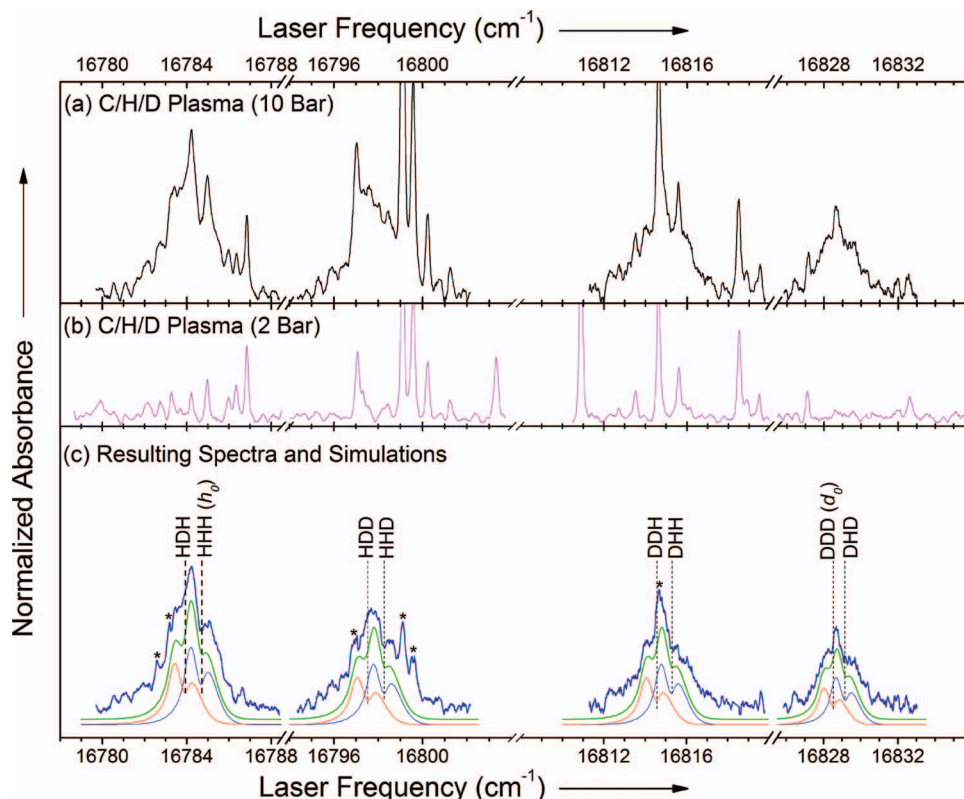 Laser Frequency (cm⁻¹)
16780 16784 16788 16796 16800 16812 16816 16828 16832
(a) C/H/D Plasma (10 Bar)
(b) C/H/D Plasma (2 Bar)
(c) Resulting Spectra and Simulations
Normalized Absorbance
HDH
HHH (h₀)
HDD
HHD
DDH
DHH
DDD (d₀)
DHD
* * * * * *
16780 16784 16788 16796 16800 16812 16816 16828 16832
Laser Frequency (cm⁻¹)